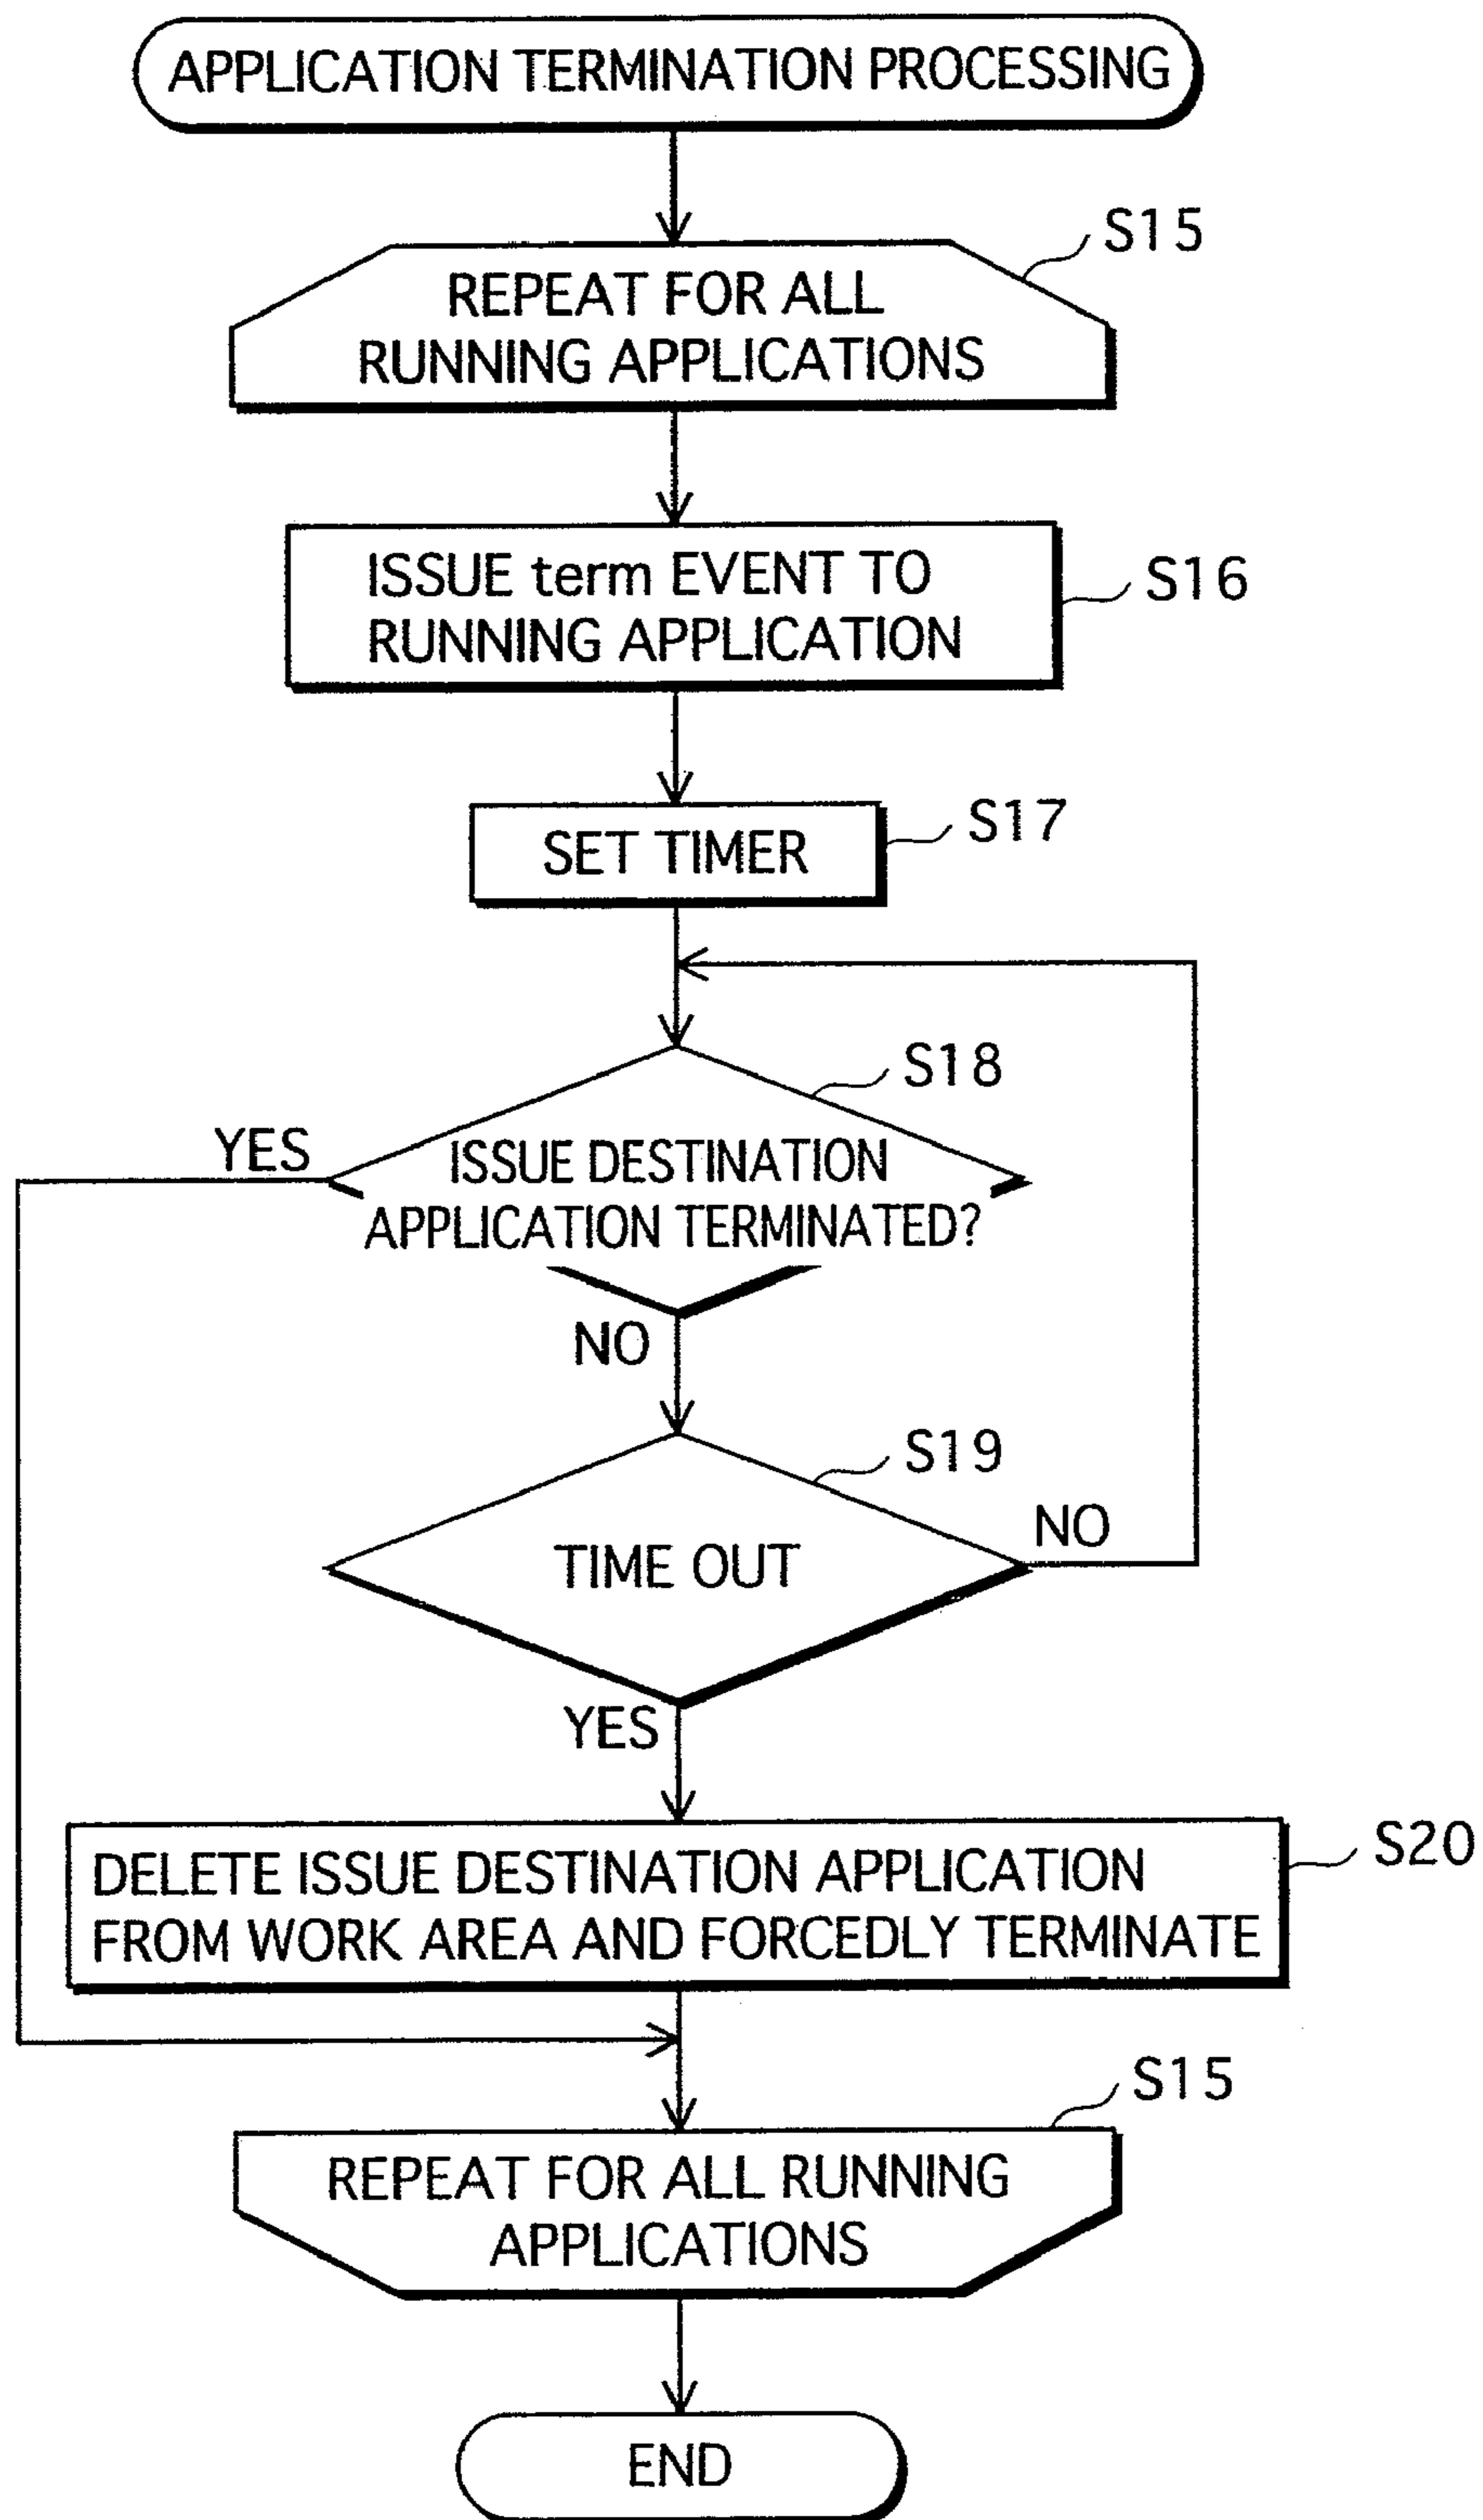 APPLICATION TERMINATION PROCESSING
S15
REPEAT FOR ALL
RUNNING APPLICATIONS
ISSUE term EVENT TO
RUNNING APPLICATION
S16
SET TIMER
S17
S18
YES
ISSUE DESTINATION
APPLICATION TERMINATED?
NO
S19
NO
TIME OUT
YES
S20
DELETE ISSUE DESTINATION APPLICATION
FROM WORK AREA AND FORCEDLY TERMINATE
S15
REPEAT FOR ALL RUNNING
APPLICATIONS
END